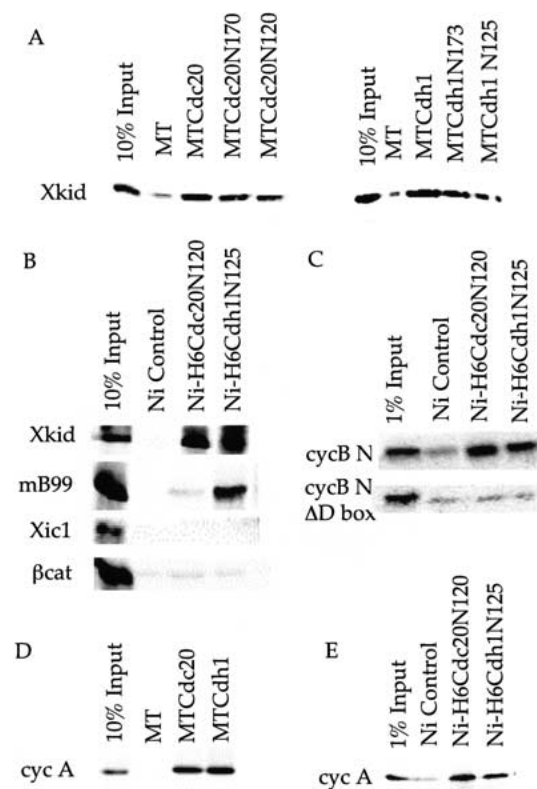 A
10% Input
MT
MTCdc20
MTCdc20N170
MTCdc20N120
10% Input
MT
MTCdh1
MTCdh1N173
MTCdh1 N125
Xkid
B
10% Input
Ni Control
Ni-H6Cdc20N120
Ni-H6Cdh1N125
Xkid
mB99
Xic1
βcat
C
1% Input
Ni Control
Ni-H6Cdc20N120
Ni-H6Cdh1N125
cycB N
cycB N
ΔD box
D
10% Input
MT
MTCdc20
MTCdh1
cyc A
E
1% Input
Ni Control
Ni-H6Cdc20N120
Ni-H6Cdh1N125
cyc A